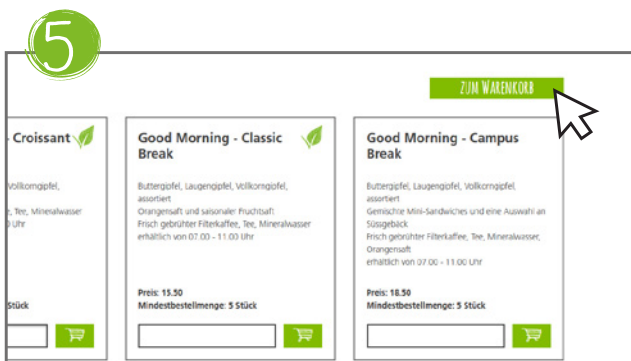 5
ZUM WARENKORB
- Croissant
Vollkorngipfel,
e, Tee, Mineralwasser
0 Uhr
Stück
Good Morning - Classic
Break
Buttergipfel, Laugengipfel, Vollkorngipfel,
assortiert
Orangensaft und saisonaler Fruchtsaft
Frisch gebrühter Filterkaffee, Tee, Mineralwasser
erhältlich von 07.00 - 11.00 Uhr
Preis: 15.50
Mindestbestellmenge: 5 Stück
Good Morning - Campus
Break
Buttergipfel, Laugengipfel, Vollkorngipfel,
assortiert
Gemischte Mini-Sandwiches und eine Auswahl an
Süssgebäck
Frisch gebrühter Filterkaffee, Tee, Mineralwasser,
Orangensaft
erhältlich von 07.00 - 11.00 Uhr
Preis: 18.50
Mindestbestellmenge: 5 Stück